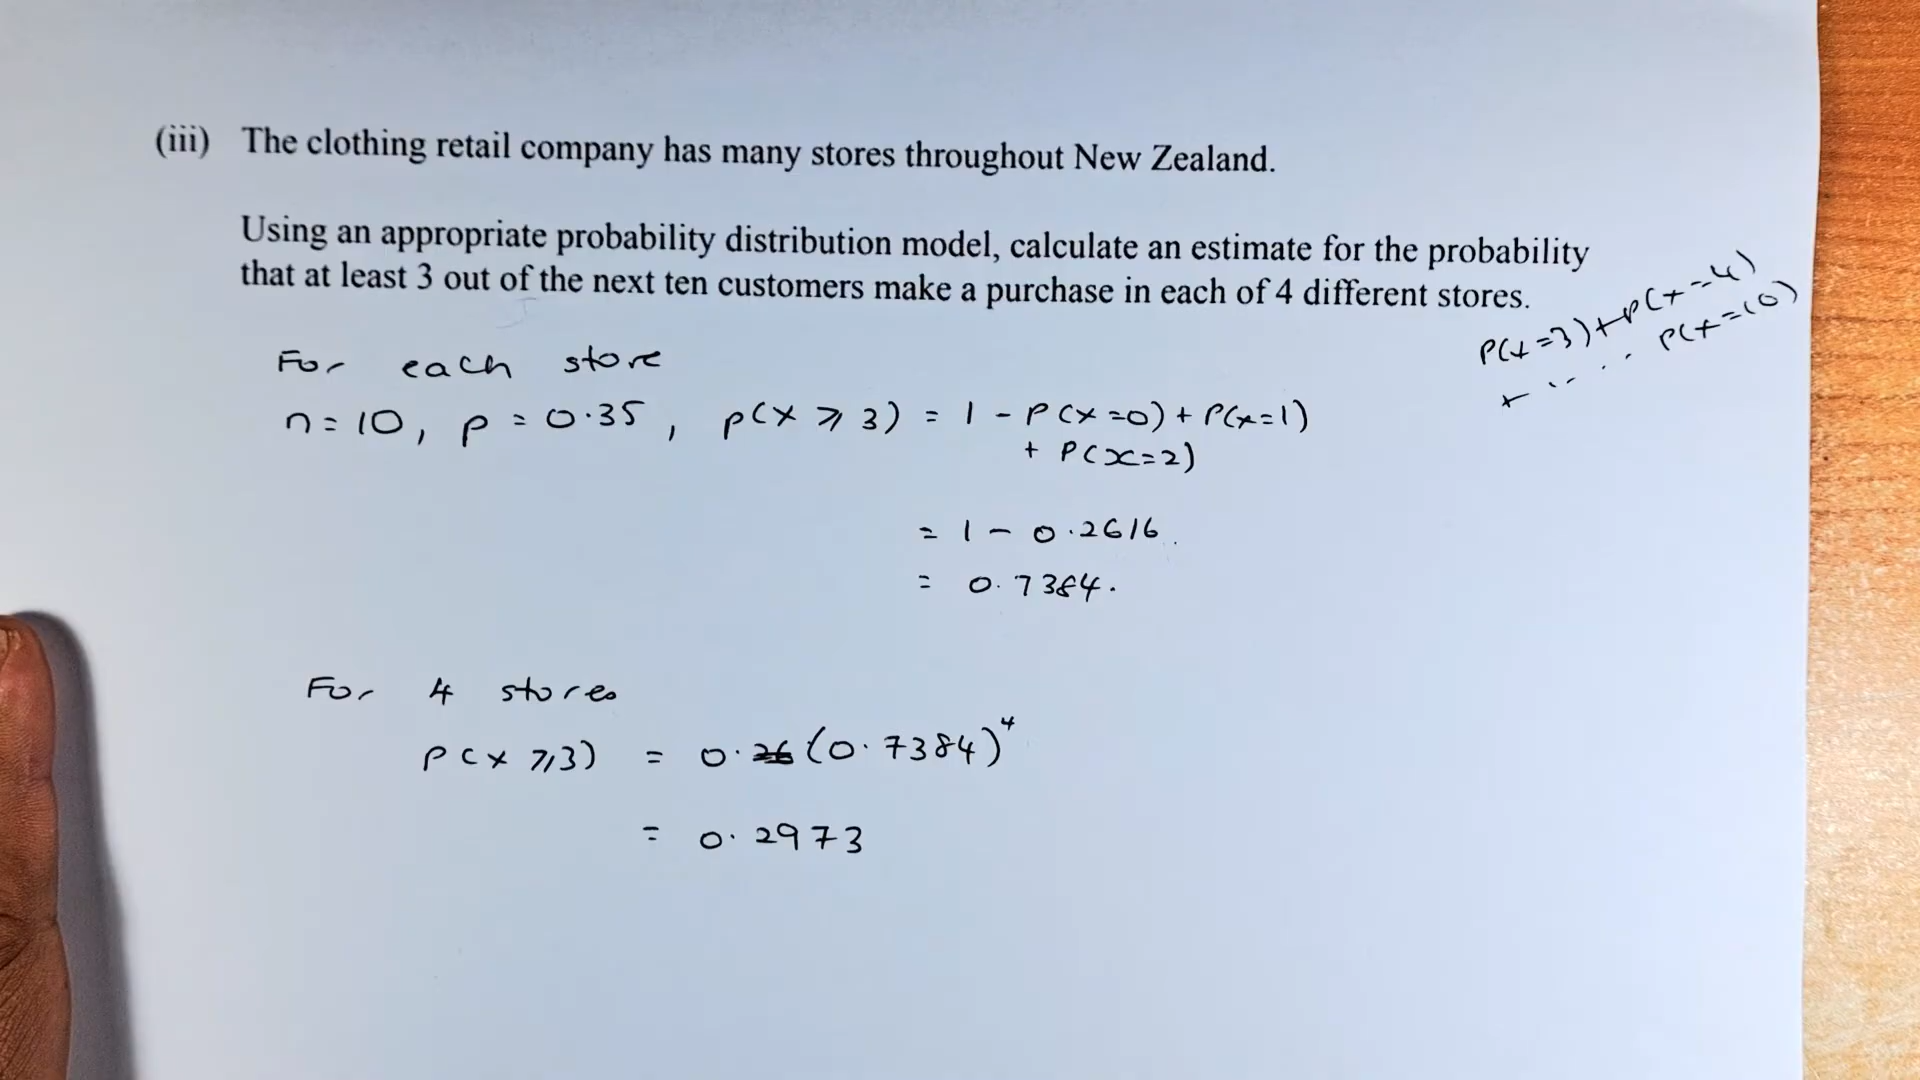 (iii) The clothing retail company has many stores throughout New Zealand.
Using an appropriate probability distribution model, calculate an estimate for the probability
that at least 3 out of the next ten customers make a purchase in each of 4 different stores.
P(x=3)+P(x=4)
+ ..... P(x=10)
For each store
n=10, p=0.35, p(x ⩾ 3) = 1 - P(x=0) + P(x=1)
+ P(x=2)
= 1 - 0.2616.
= 0.7384.
For 4 stores
P(x ⩾ 3) = 0.26 (0.7384)⁴
= 0.2973